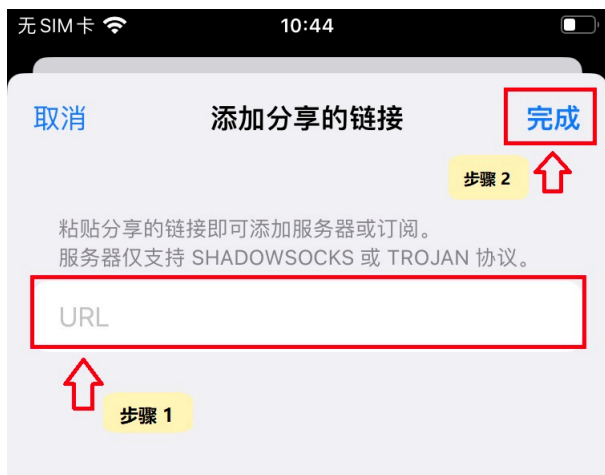 无SIM卡 10:44
取消 添加分享的链接 完成
步骤 2
粘贴分享的链接即可添加服务器或订阅。
服务器仅支持 SHADOWSOCKS 或 TROJAN 协议。
URL
步骤 1